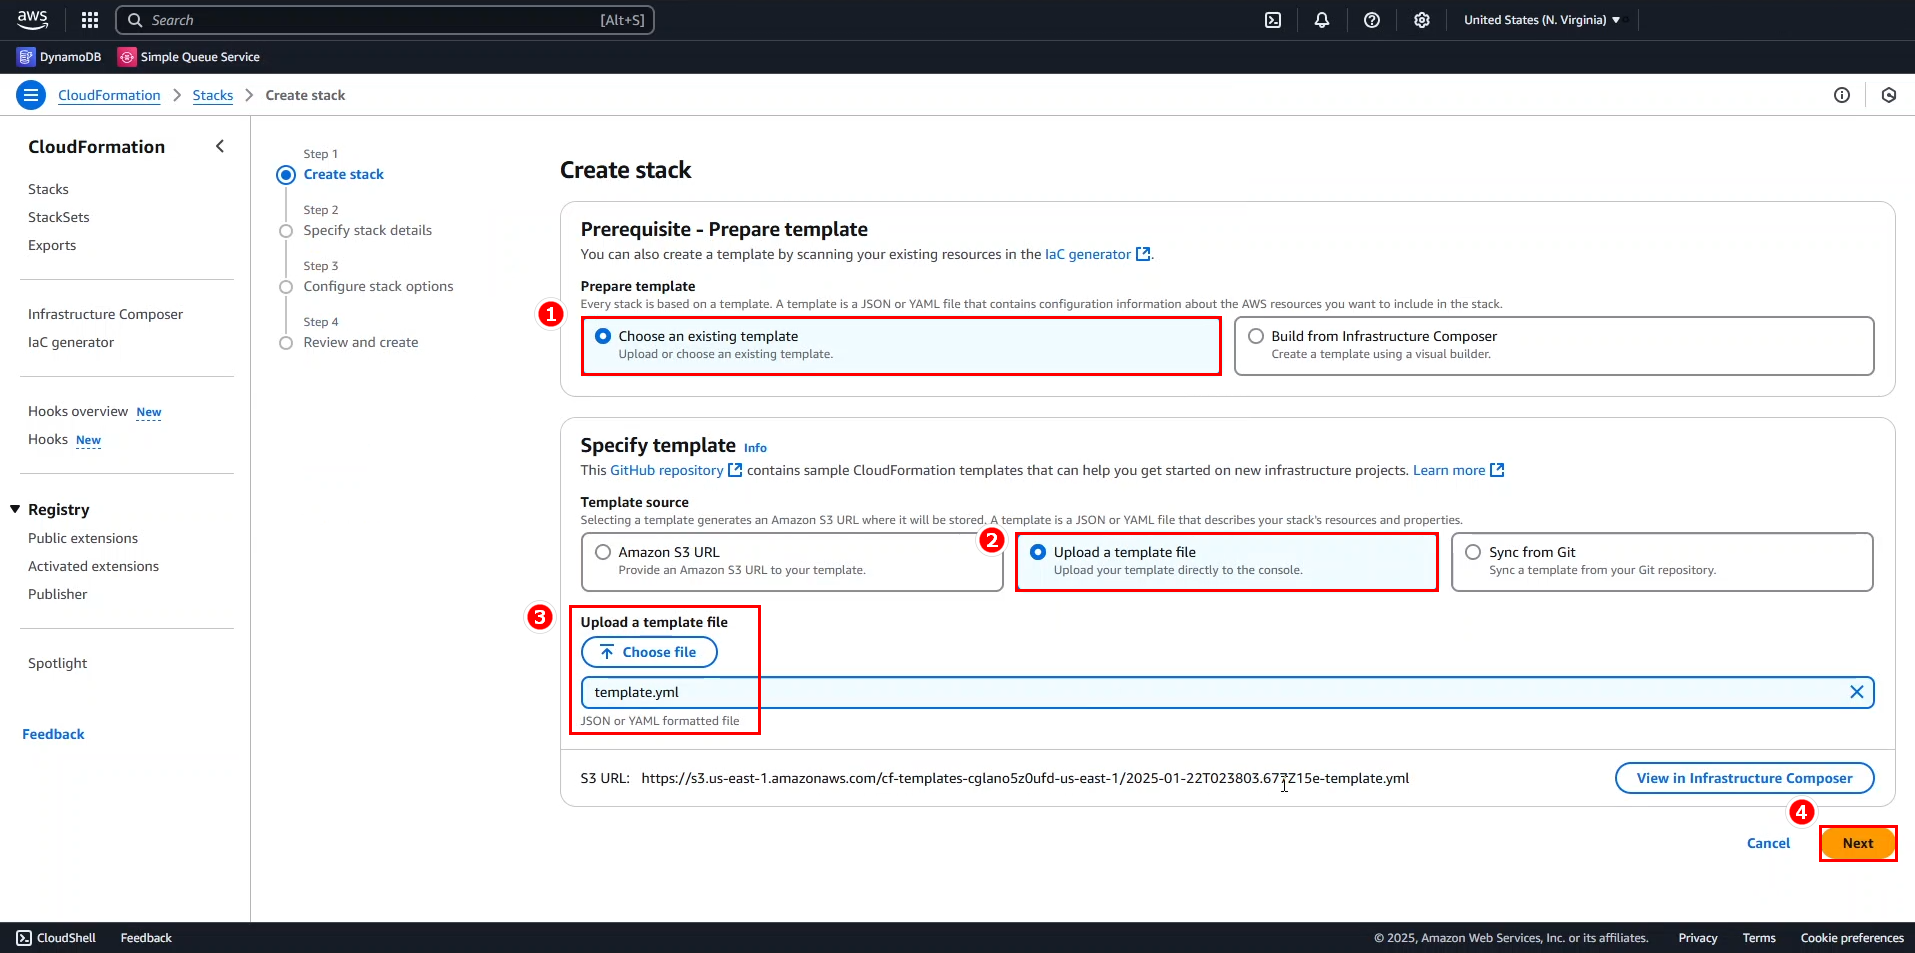 aws
Search [Alt+S]
United States (N. Virginia)
DynamoDB
Simple Queue Service
CloudFormation > Stacks > Create stack
CloudFormation
Stacks
StackSets
Exports
Infrastructure Composer
IaC generator
Hooks overview New
Hooks New
Registry
Public extensions
Activated extensions
Publisher
Spotlight
Feedback
Step 1
Create stack
Step 2
Specify stack details
Step 3
Configure stack options
Step 4
Review and create
Create stack
Prerequisite - Prepare template
You can also create a template by scanning your existing resources in the IaC generator.
Prepare template
Every stack is based on a template. A template is a JSON or YAML file that contains configuration information about the AWS resources you want to include in the stack.
1
Choose an existing template
Upload or choose an existing template.
Build from Infrastructure Composer
Create a template using a visual builder.
Specify template Info
This GitHub repository contains sample CloudFormation templates that can help you get started on new infrastructure projects. Learn more
Template source
Selecting a template generates an Amazon S3 URL where it will be stored. A template is a JSON or YAML file that describes your stack's resources and properties.
Amazon S3 URL
Provide an Amazon S3 URL to your template.
2
Upload a template file
Upload your template directly to the console.
Sync from Git
Sync a template from your Git repository.
3
Upload a template file
Choose file
template.yml
JSON or YAML formatted file
S3 URL: https://s3.us-east-1.amazonaws.com/cf-templates-cglano5z0ufd-us-east-1/2025-01-22T023803.677Z15e-template.yml
View in Infrastructure Composer
4
Cancel
Next
CloudShell
Feedback
© 2025, Amazon Web Services, Inc. or its affiliates.
Privacy
Terms
Cookie preferences